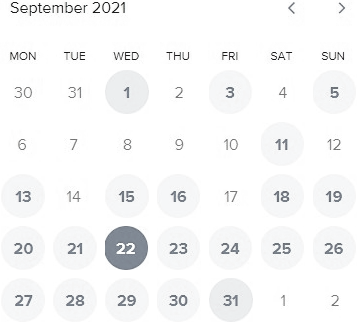 September 2021
MON TUE WED THU FRI SAT SUN
30 31 1 2 3 4 5
6 7 8 9 10 11 12
13 14 15 16 17 18 19
20 21 22 23 24 25 26
27 28 29 30 31 1 2